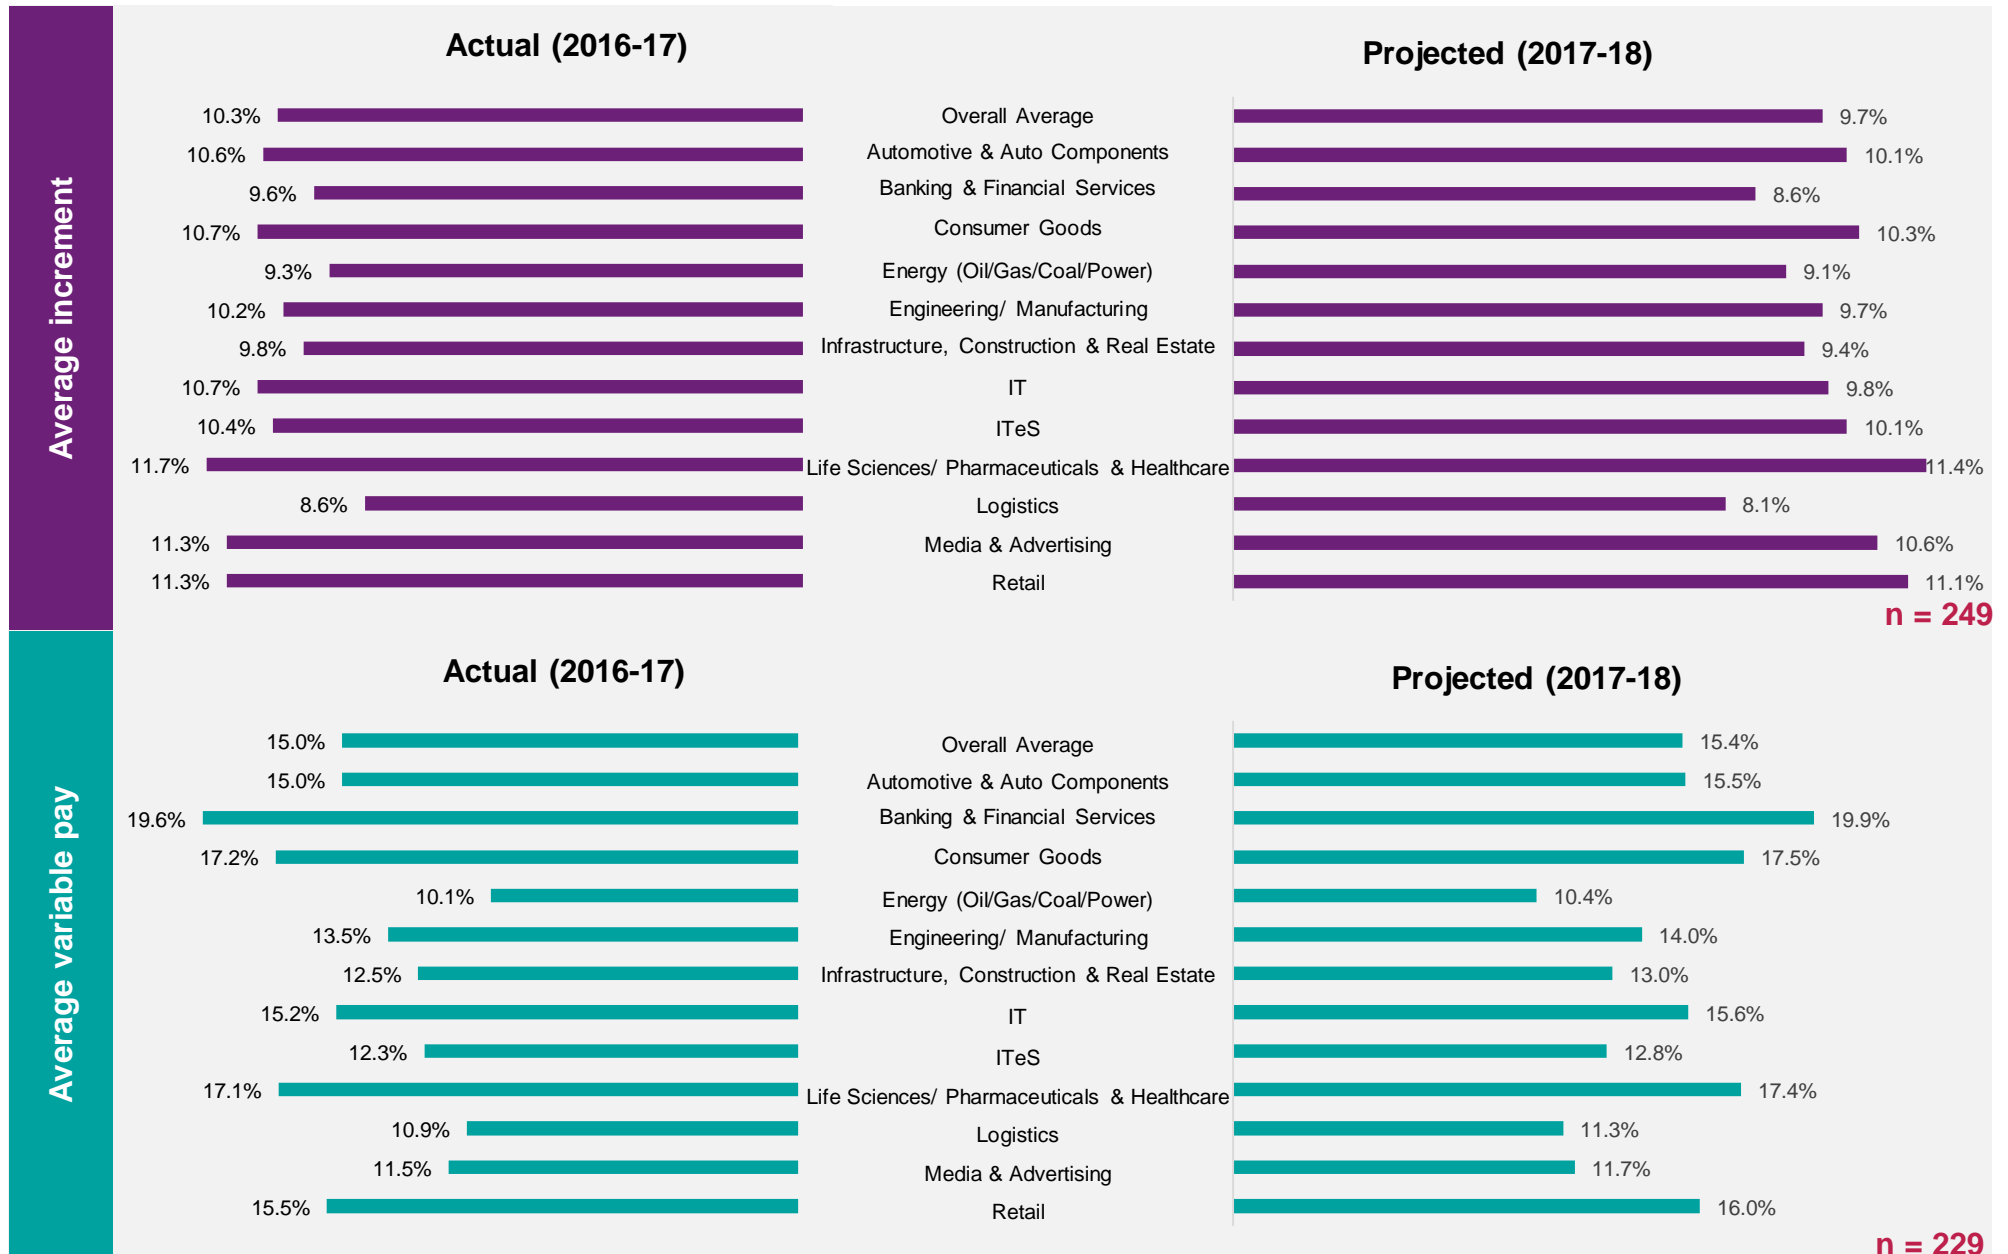 Average increment
Actual (2016-17)
Projected (2017-18)
10.3% Overall Average 9.7%
10.6% Automotive & Auto Components 10.1%
9.6% Banking & Financial Services 8.6%
10.7% Consumer Goods 10.3%
9.3% Energy (Oil/Gas/Coal/Power) 9.1%
10.2% Engineering/ Manufacturing 9.7%
9.8% Infrastructure, Construction & Real Estate 9.4%
10.7% IT 9.8%
10.4% ITeS 10.1%
11.7% Life Sciences/ Pharmaceuticals & Healthcare 11.4%
8.6% Logistics 8.1%
11.3% Media & Advertising 10.6%
11.3% Retail 11.1%
n = 249
Average variable pay
Actual (2016-17)
Projected (2017-18)
15.0% Overall Average 15.4%
15.0% Automotive & Auto Components 15.5%
19.6% Banking & Financial Services 19.9%
17.2% Consumer Goods 17.5%
10.1% Energy (Oil/Gas/Coal/Power) 10.4%
13.5% Engineering/ Manufacturing 14.0%
12.5% Infrastructure, Construction & Real Estate 13.0%
15.2% IT 15.6%
12.3% ITeS 12.8%
17.1% Life Sciences/ Pharmaceuticals & Healthcare 17.4%
10.9% Logistics 11.3%
11.5% Media & Advertising 11.7%
15.5% Retail 16.0%
n = 229